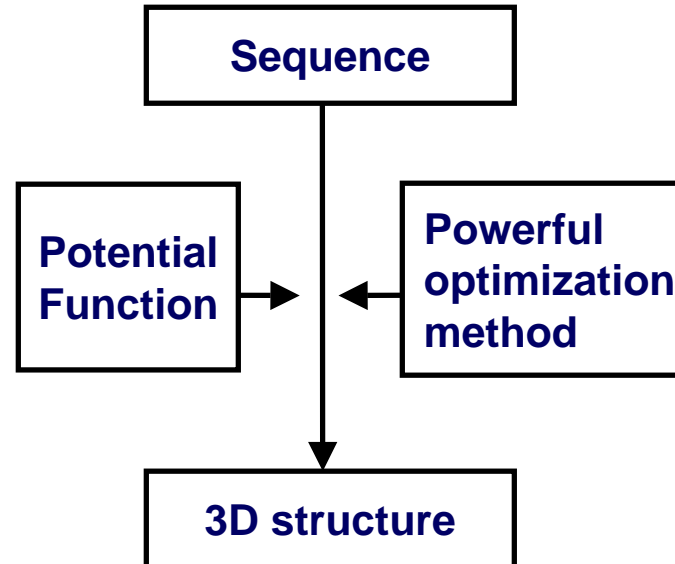 Sequence
Potential
Function
Powerful
optimization
method
3D structure